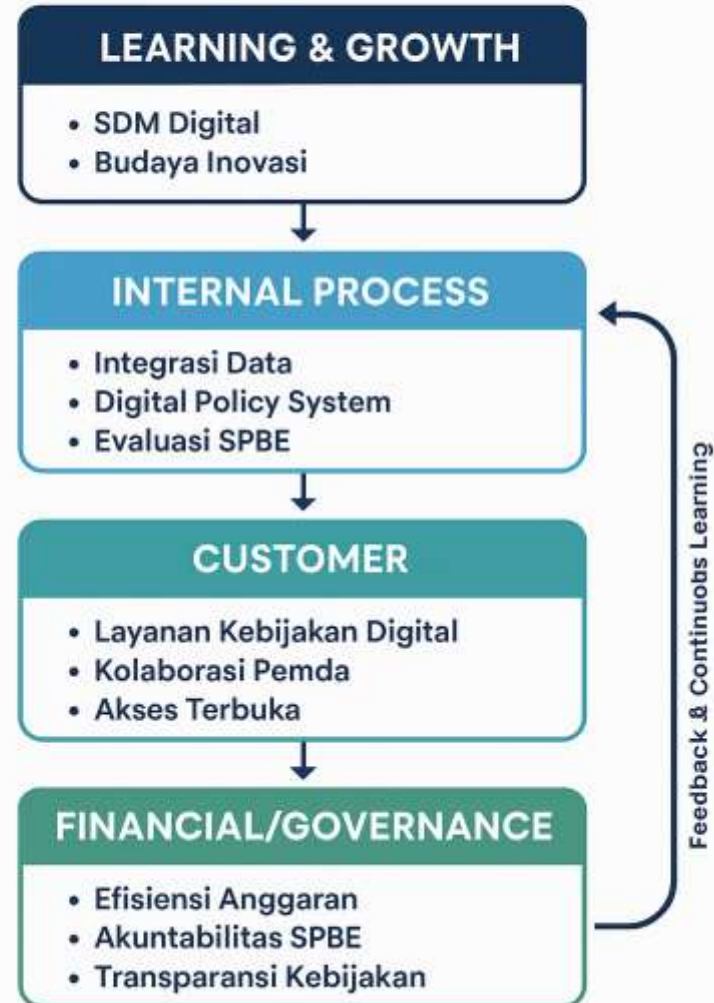 LEARNING & GROWTH
• SDM Digital
• Budaya Inovasi
INTERNAL PROCESS
• Integrasi Data
• Digital Policy System
• Evaluasi SPBE
CUSTOMER
• Layanan Kebijakan Digital
• Kolaborasi Pemda
• Akses Terbuka
FINANCIAL/GOVERNANCE
• Efisiensi Anggaran
• Akuntabilitas SPBE
• Transparansi Kebijakan
Feedback & Continuobs Learning